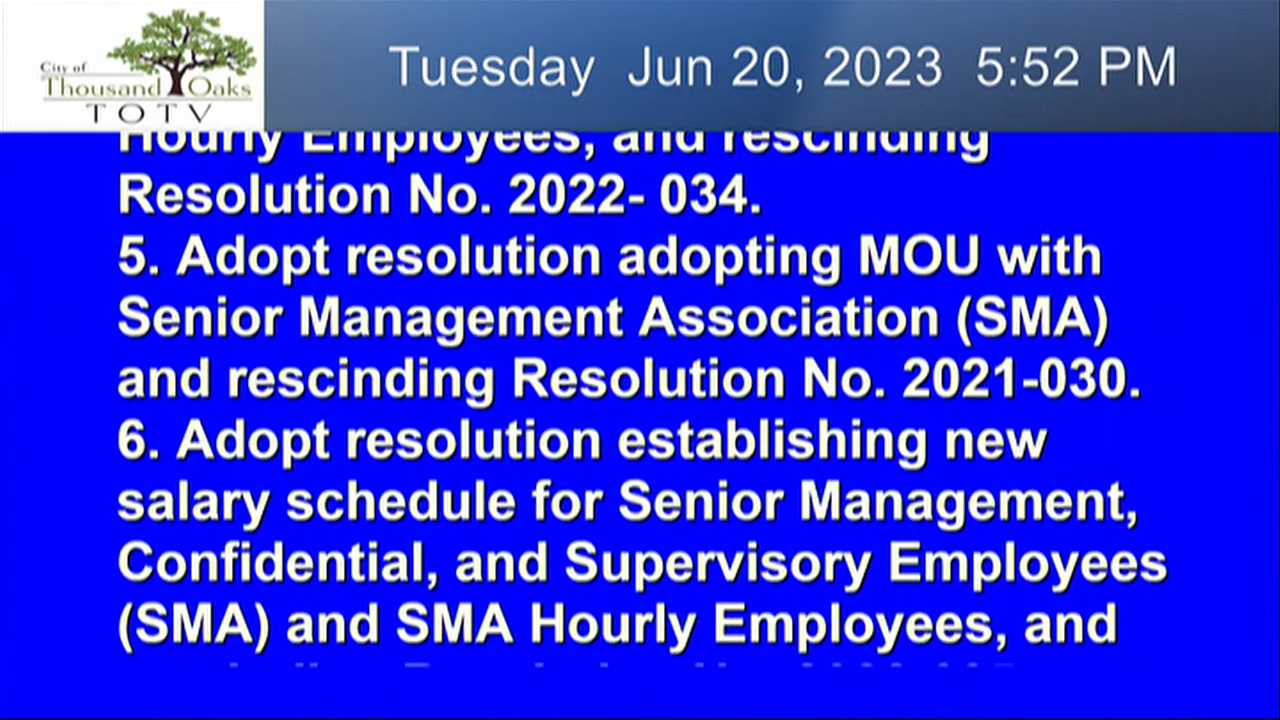 City of
Thousand Oaks
TOTV
Tuesday Jun 20, 2023 5:52 PM
Hourly Employees, and rescinding
Resolution No. 2022- 034.
5. Adopt resolution adopting MOU with
Senior Management Association (SMA)
and rescinding Resolution No. 2021-030.
6. Adopt resolution establishing new
salary schedule for Senior Management,
Confidential, and Supervisory Employees
(SMA) and SMA Hourly Employees, and